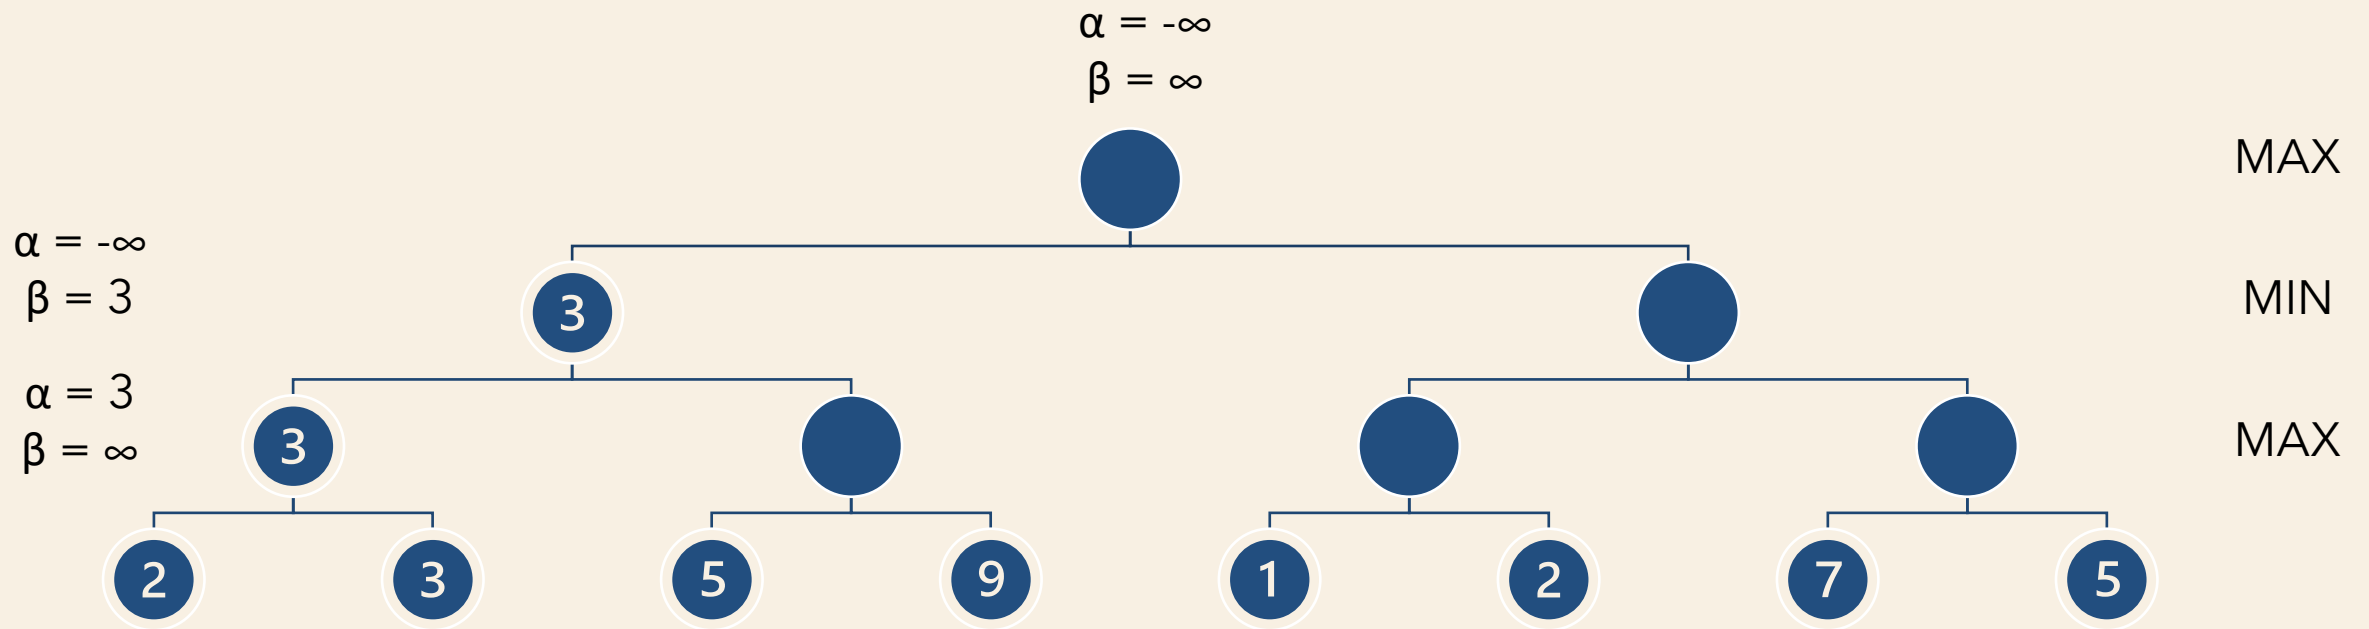 α = -∞
β = ∞
MAX
α = -∞
β = 3
3
MIN
α = 3
β = ∞
3
MAX
2 3 5 9 1 2 7 5